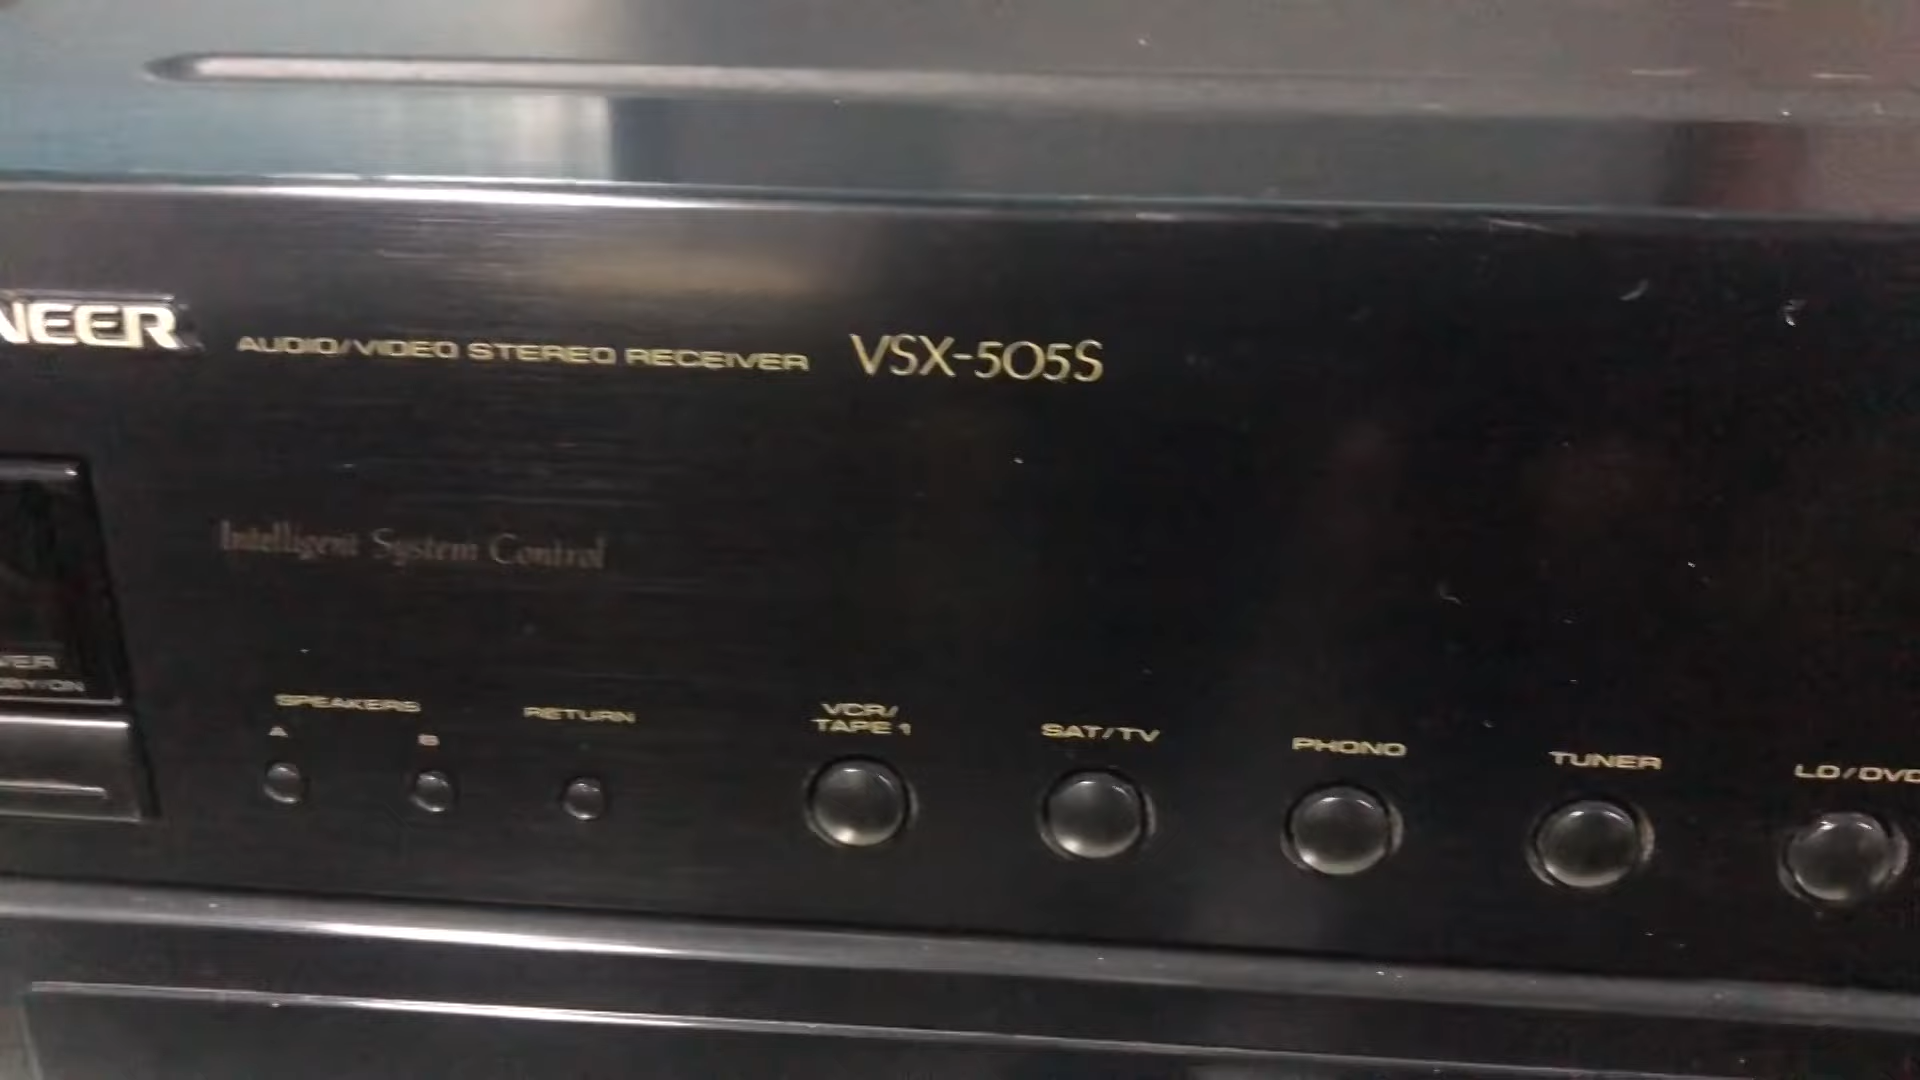 NEER
AUDIO/VIDEO STEREO RECEIVER VSX-505S
Intelligent System Control
SPEAKERS
A B
RETURN
VCR/
TAPE 1
SAT/TV
PHONO
TUNER
LD/DVD